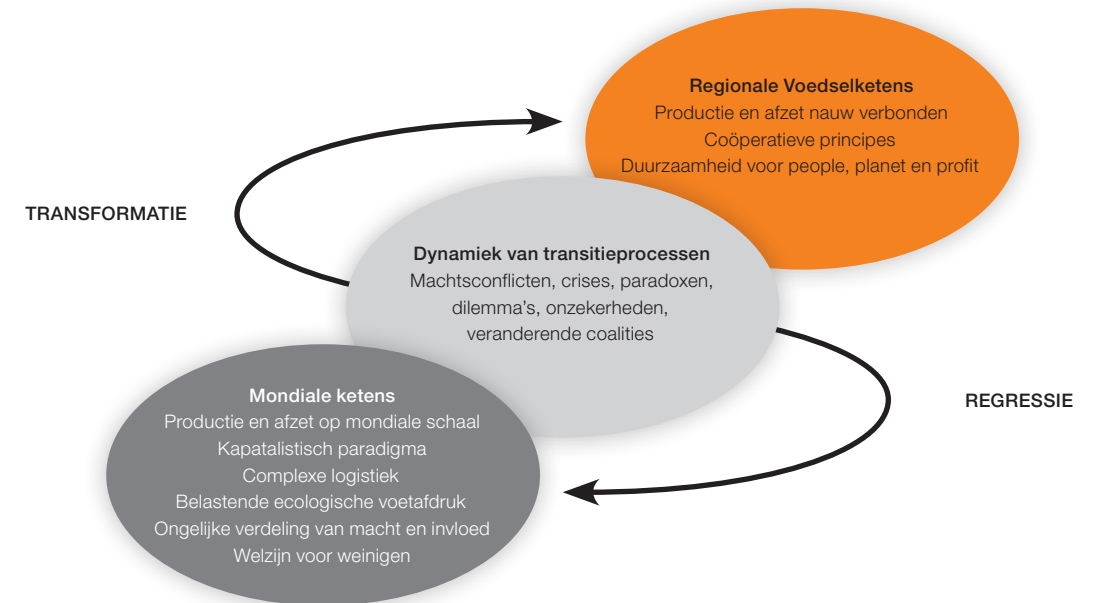 Regionale Voedselketens
Productie en afzet nauw verbonden
Coöperatieve principes
Duurzaamheid voor people, planet en profit
TRANSFORMATIE
Dynamiek van transitieprocessen
Machtsconflicten, crises, paradoxen,
dilemma's, onzekerheden,
veranderende coalities
Mondiale ketens
Productie en afzet op mondiale schaal
Kapatalistisch paradigma
Complexe logistiek
Belastende ecologische voetafdruk
Ongelijke verdeling van macht en invloed
Welzijn voor weinigen
REGRESSIE